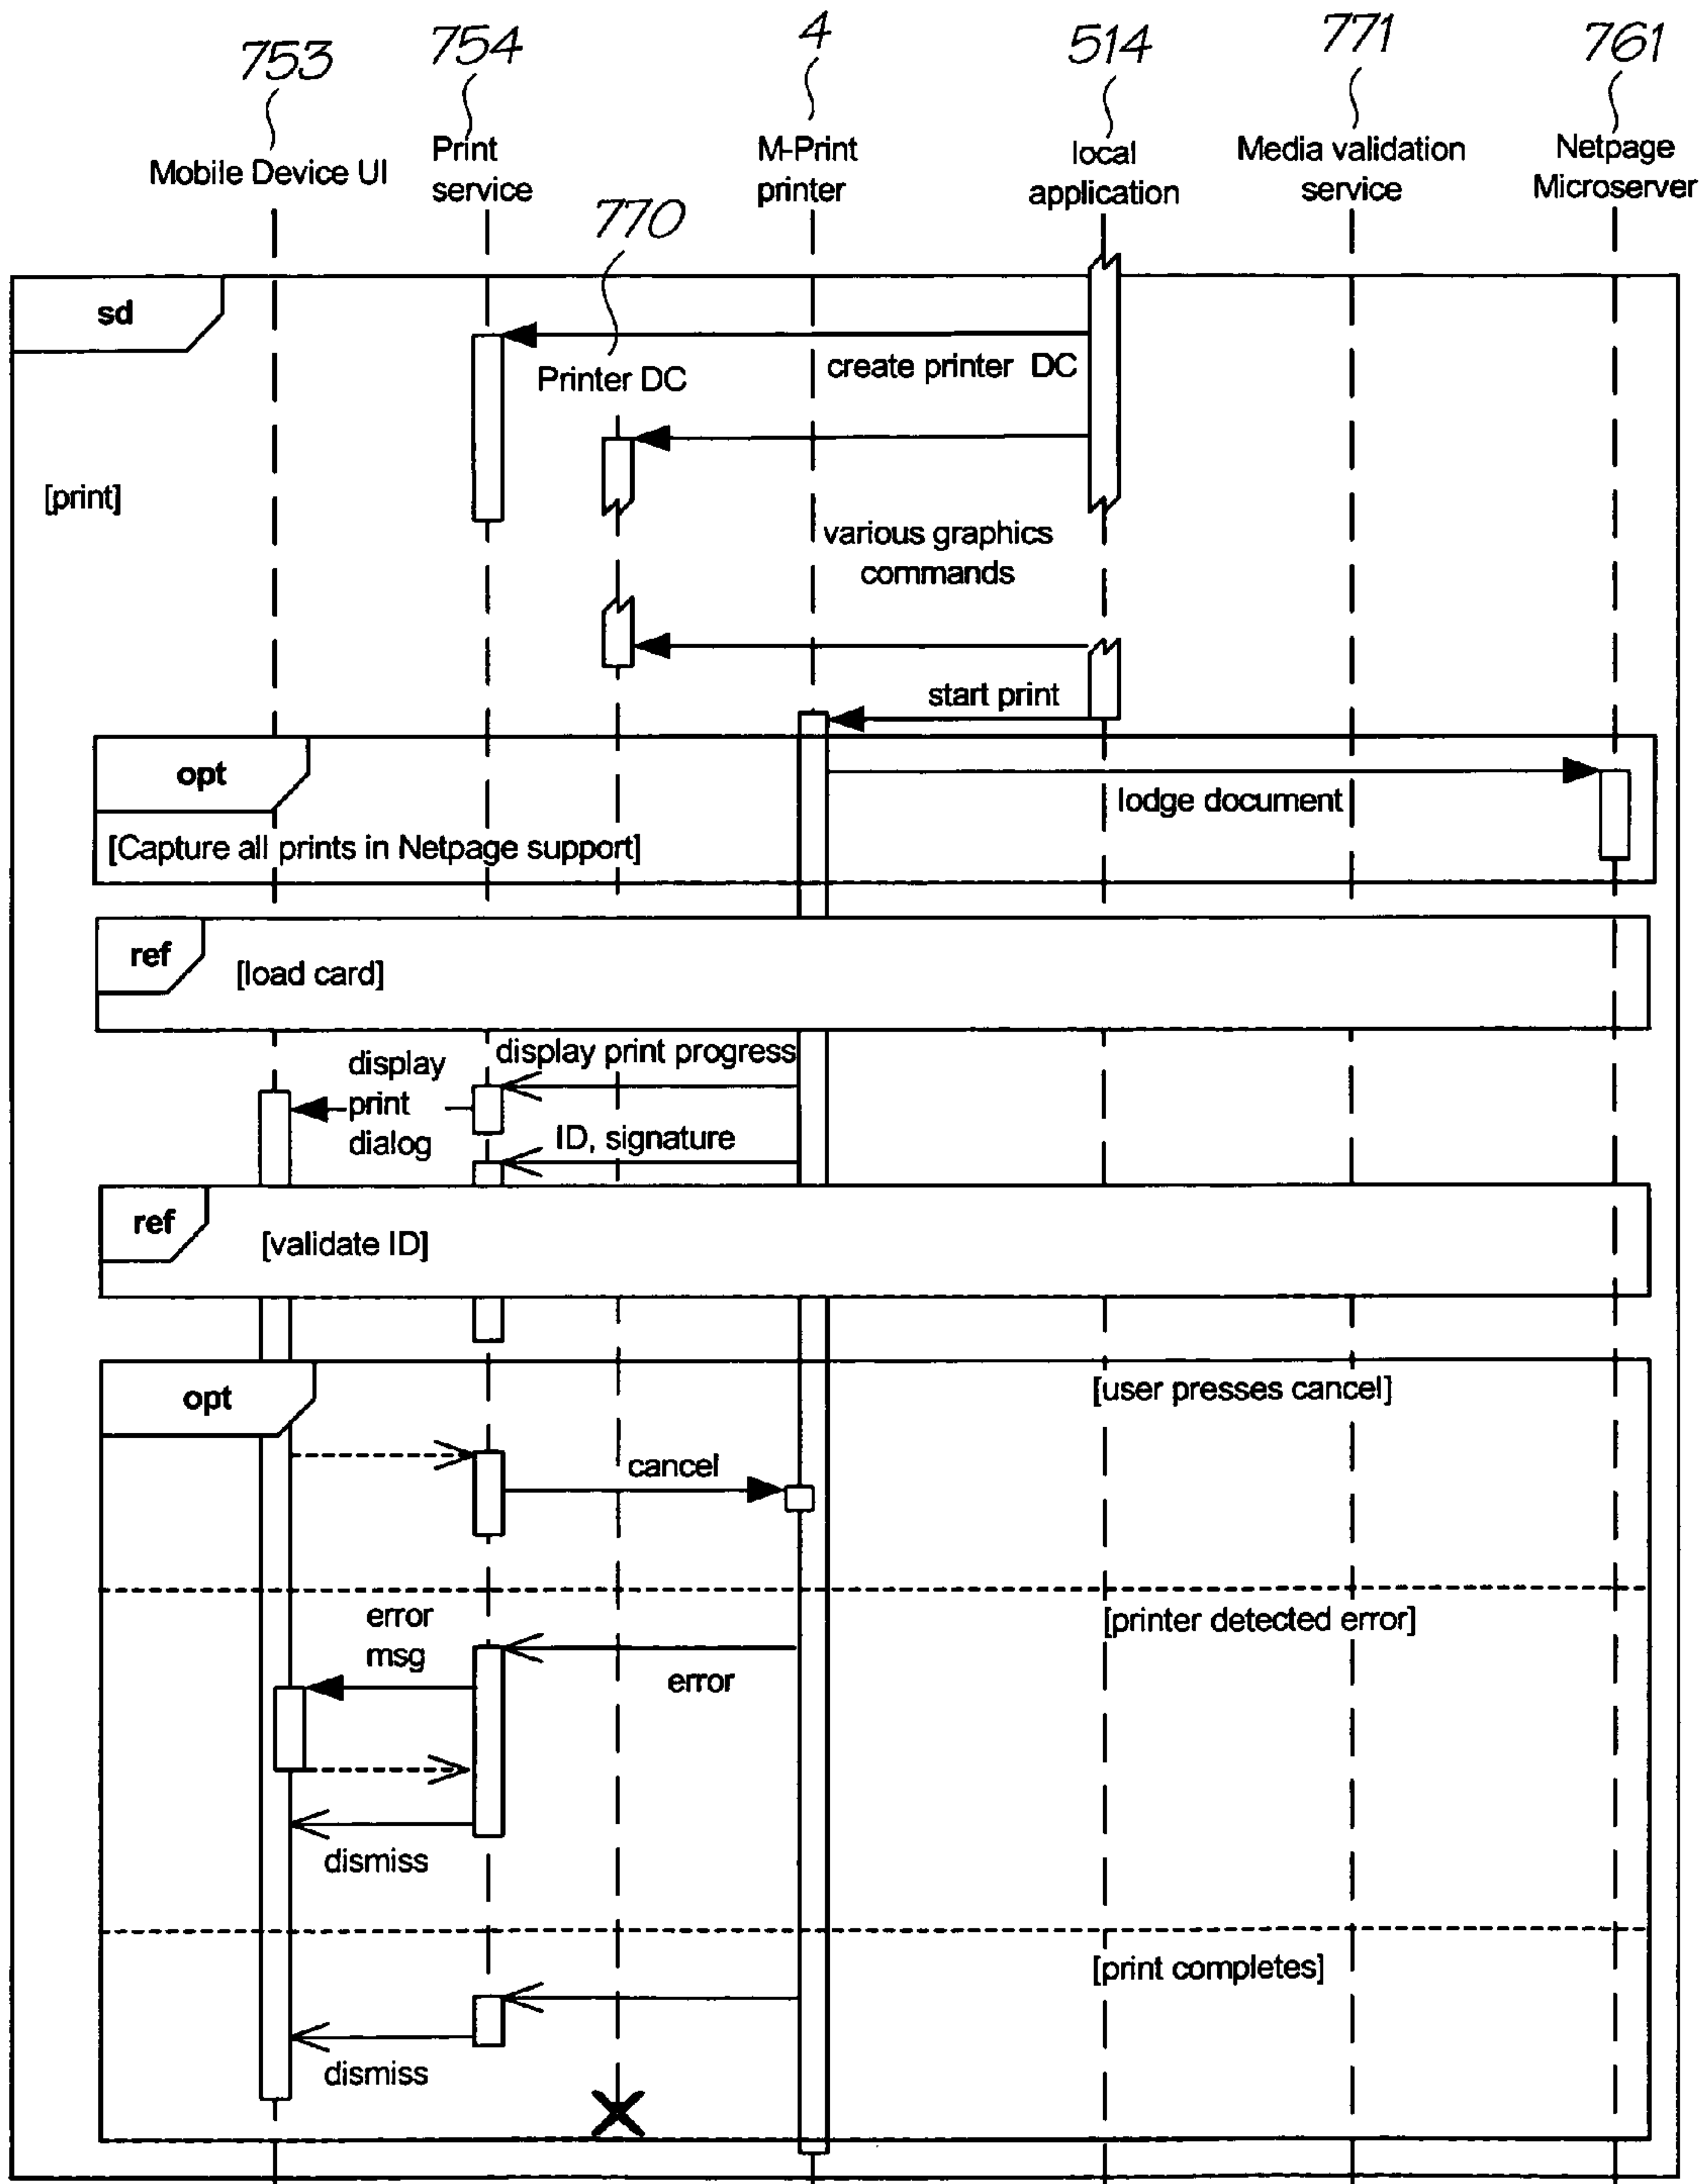 753
754
4
514
771
761
Mobile Device UI
Print
service
M-Print
printer
local
application
Media validation
service
Netpage
Microserver
770
sd
Printer DC
create printer DC
[print]
various graphics
commands
start print
opt
lodge document
[Capture all prints in Netpage support]
ref
[load card]
display print progress
display
print
dialog
ID, signature
ref
[validate ID]
opt
[user presses cancel]
cancel
error
msg
[printer detected error]
error
dismiss
[print completes]
dismiss